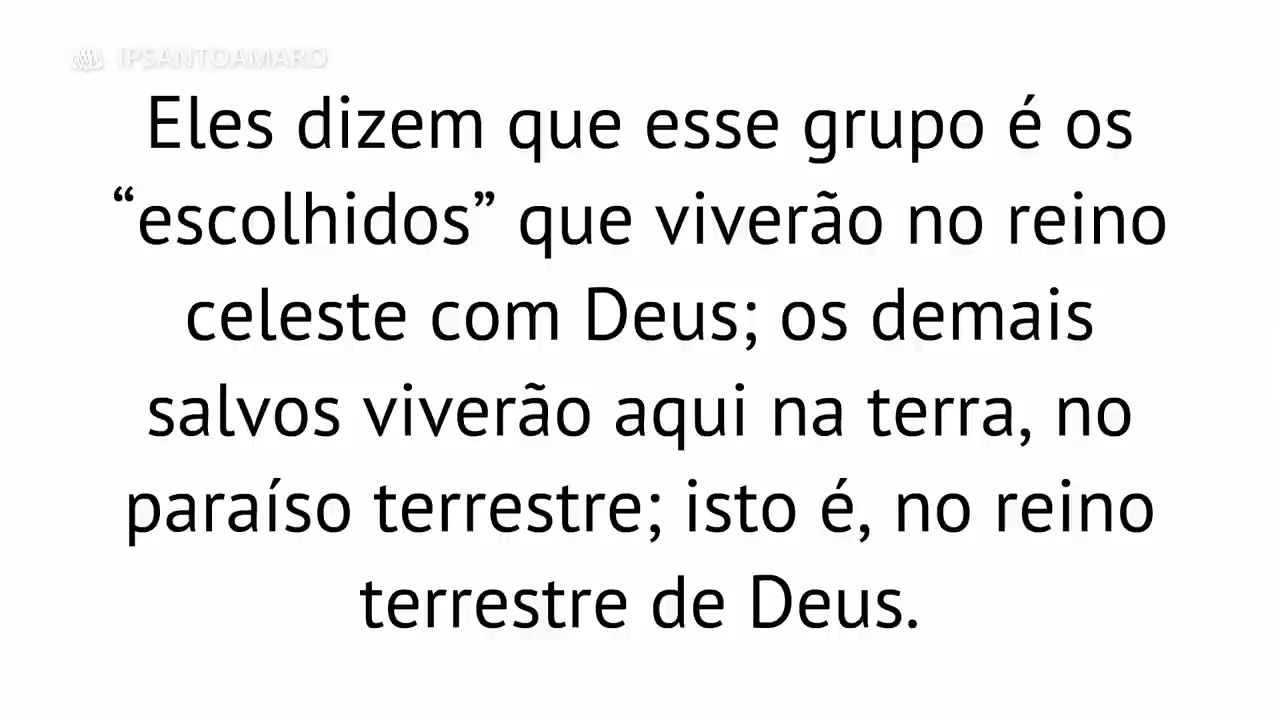 IPSANTOAMARO
Eles dizem que esse grupo é os
“escolhidos” que viverão no reino
celeste com Deus; os demais
salvos viverão aqui na terra, no
paraíso terrestre; isto é, no reino
terrestre de Deus.